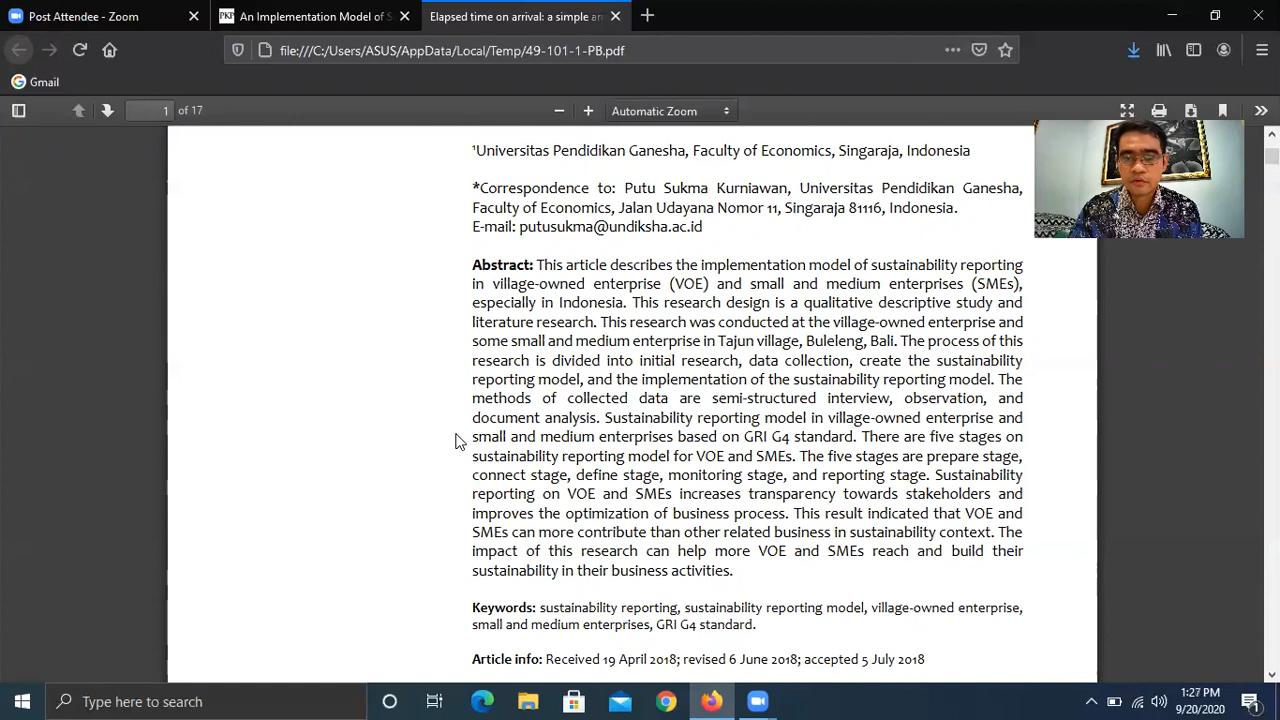 Post Attendee - Zoom
An Implementation Model of S
Elapsed time on arrival: a simple an
file:///C:/Users/ASUS/AppData/Local/Temp/49-101-1-PB.pdf
Gmail
1 of 17
Automatic Zoom
¹Universitas Pendidikan Ganesha, Faculty of Economics, Singaraja, Indonesia
*Correspondence to: Putu Sukma Kurniawan, Universitas Pendidikan Ganesha,
Faculty of Economics, Jalan Udayana Nomor 11, Singaraja 81116, Indonesia.
E-mail: putusukma@undiksha.ac.id
Abstract: This article describes the implementation model of sustainability reporting
in village-owned enterprise (VOE) and small and medium enterprises (SMEs),
especially in Indonesia. This research design is a qualitative descriptive study and
literature research. This research was conducted at the village-owned enterprise and
some small and medium enterprise in Tajun village, Buleleng, Bali. The process of this
research is divided into initial research, data collection, create the sustainability
reporting model, and the implementation of the sustainability reporting model. The
methods of collected data are semi-structured interview, observation, and
document analysis. Sustainability reporting model in village-owned enterprise and
small and medium enterprises based on GRI G4 standard. There are five stages on
sustainability reporting model for VOE and SMEs. The five stages are prepare stage,
connect stage, define stage, monitoring stage, and reporting stage. Sustainability
reporting on VOE and SMEs increases transparency towards stakeholders and
improves the optimization of business process. This result indicated that VOE and
SMEs can more contribute than other related business in sustainability context. The
impact of this research can help more VOE and SMEs reach and build their
sustainability in their business activities.
Keywords: sustainability reporting, sustainability reporting model, village-owned enterprise,
small and medium enterprises, GRI G4 standard.
Article info: Received 19 April 2018; revised 6 June 2018; accepted 5 July 2018
Type here to search
1:27 PM
9/20/2020
1